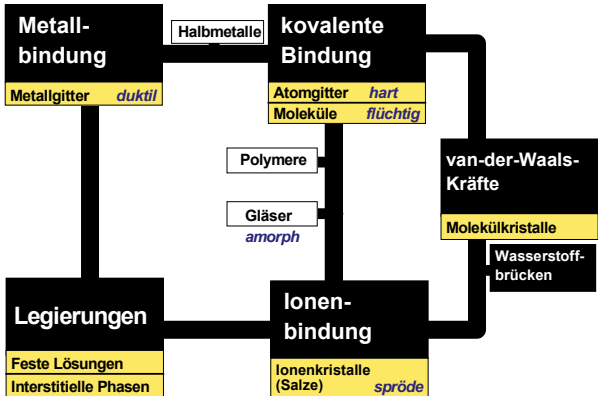 Metall-
bindung
Metallgitter duktil
Halbmetalle
kovalente
Bindung
Atomgitter hart
Moleküle flüchtig
Polymere
Gläser
amorph
van-der-Waals-
Kräfte
Molekülkristalle
Wasserstoff-
brücken
Legierungen
Feste Lösungen
Interstitielle Phasen
Ionen-
bindung
Ionenkristalle
(Salze) spröde